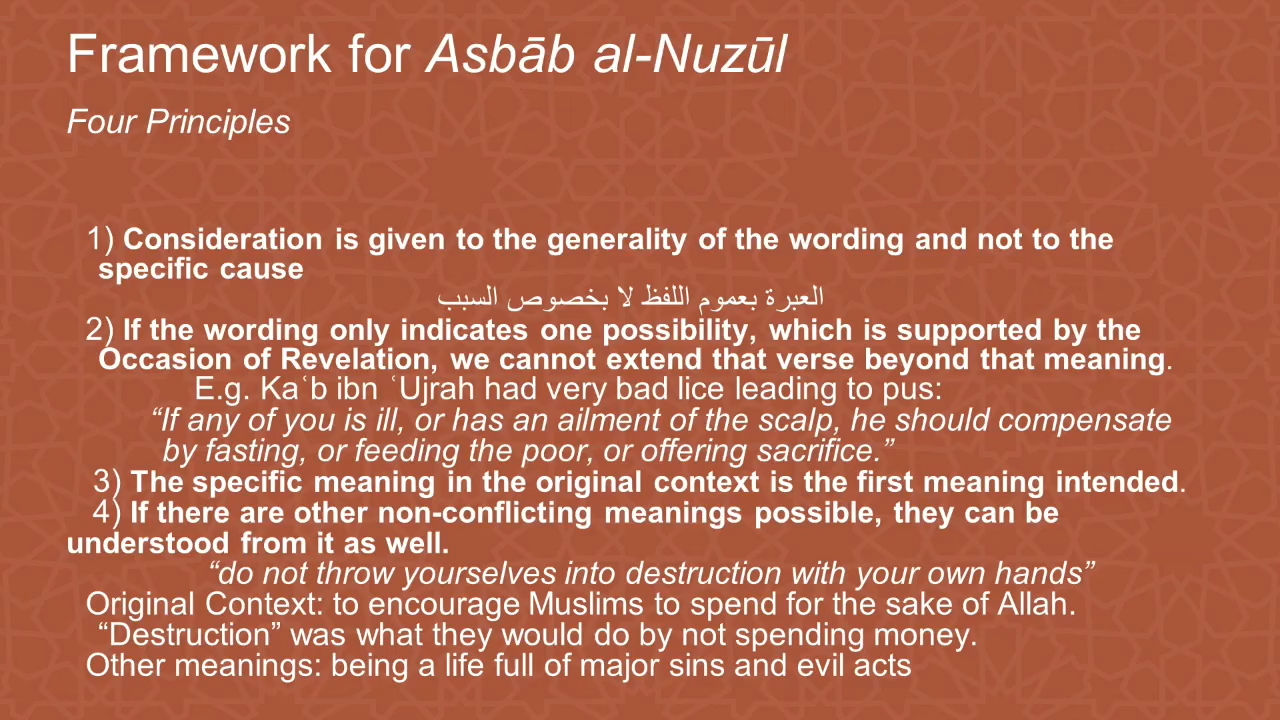 Framework for Asbāb al-Nuzūl
Four Principles
1) Consideration is given to the generality of the wording and not to the
specific cause
العبرة بعموم اللفظ لا بخصوص السبب
2) If the wording only indicates one possibility, which is supported by the
Occasion of Revelation, we cannot extend that verse beyond that meaning.
E.g. Kaʿb ibn ʿUjrah had very bad lice leading to pus:
“If any of you is ill, or has an ailment of the scalp, he should compensate
by fasting, or feeding the poor, or offering sacrifice.”
3) The specific meaning in the original context is the first meaning intended.
4) If there are other non-conflicting meanings possible, they can be
understood from it as well.
“do not throw yourselves into destruction with your own hands”
Original Context: to encourage Muslims to spend for the sake of Allah.
“Destruction” was what they would do by not spending money.
Other meanings: being a life full of major sins and evil acts